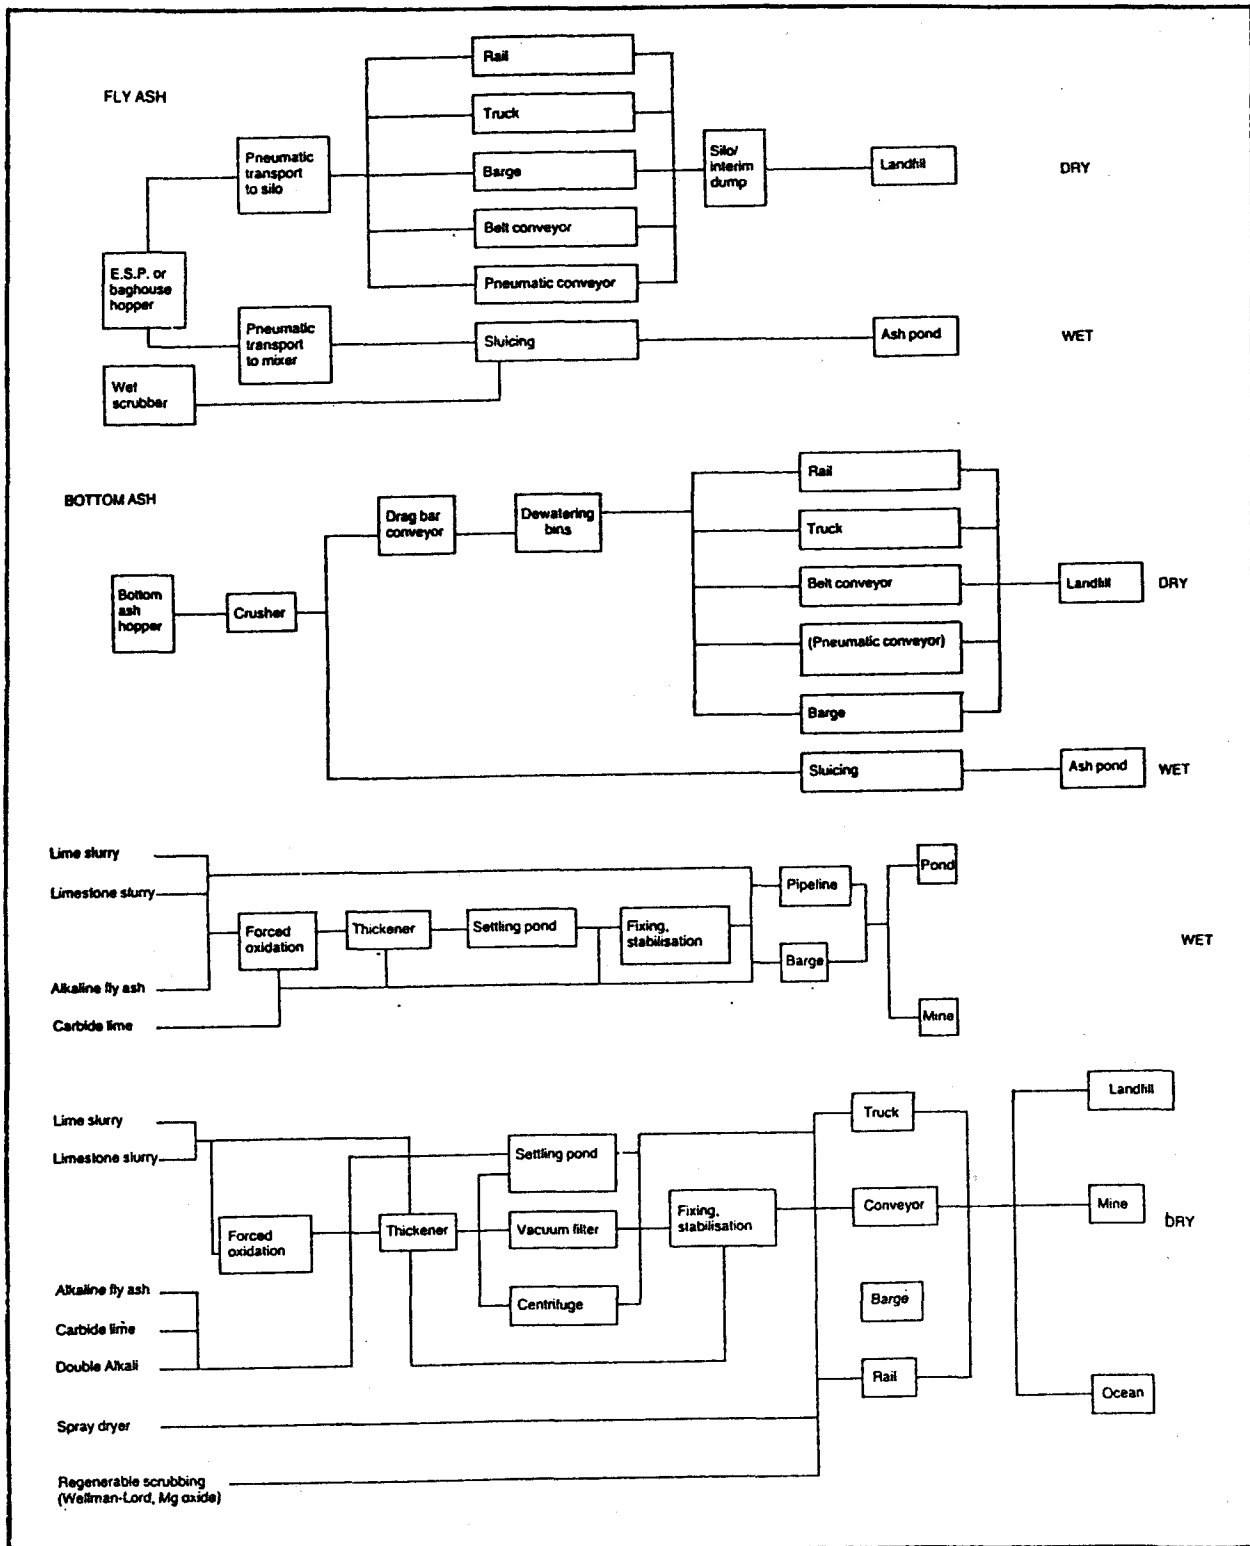 FLY ASH
Rail
Truck
Pneumatic
transport
to silo
Barge
Silo/
interim
dump
Landfill
DRY
Belt conveyor
E.S.P. or
baghouse
hopper
Pneumatic conveyor
Pneumatic
transport
to mixer
Sluicing
Ash pond
WET
Wet
scrubber
BOTTOM ASH
Rail
Drag bar
conveyor
Dewatering
bins
Truck
Bottom
ash
hopper
Crusher
Belt conveyor
Landfill
DRY
(Pneumatic conveyor)
Barge
Sluicing
Ash pond
WET
Lime slurry
Limestone slurry
Pipeline
Pond
Forced
oxidation
Thickener
Settling pond
Fixing,
stabilisation
WET
Barge
Alkaline fly ash
Carbide lime
Mine
Lime slurry
Limestone slurry
Settling pond
Truck
Landfill
Forced
oxidation
Thickener
Vacuum filter
Fixing,
stabilisation
Conveyor
Mine
DRY
Alkaline fly ash
Centrifuge
Barge
Carbide lime
Double Alkali
Rail
Ocean
Spray dryer
Regenerable scrubbing
(Wellman-Lord, Mg oxide)